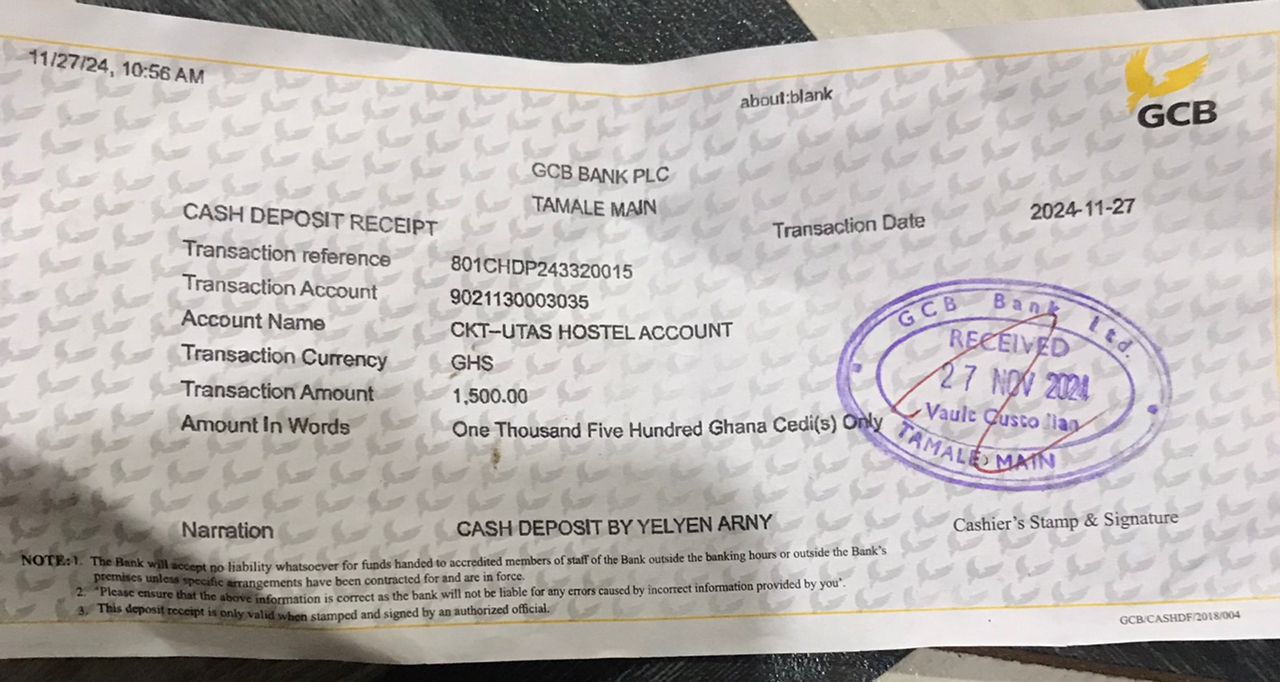 11/27/24, 10:56 AM
about:blank
GCB
GCB BANK PLC
TAMALE MAIN
CASH DEPOSIT RECEIPT
Transaction Date 2024-11-27
Transaction reference 801CHDP243320015
Transaction Account 9021130003035
Account Name CKT-UTAS HOSTEL ACCOUNT
Transaction Currency GHS
Transaction Amount 1,500.00
Amount In Words One Thousand Five Hundred Ghana Cedi(s) Only
GCB Bank Ltd.
RECEIVED
27 NOV 2024
Vault Custodian
TAMALE MAIN
Narration CASH DEPOSIT BY YELYEN ARNY
Cashier's Stamp & Signature
NOTE: 1. The Bank will accept no liability whatsoever for funds handed to accredited members of staff of the Bank outside the banking hours or outside the Bank's
premises unless specific arrangements have been contracted for and are in force.
2. "Please ensure that the above information is correct as the bank will not be liable for any errors caused by incorrect information provided by you".
3. This deposit receipt is only valid when stamped and signed by an authorized official.
GCB/CASHDF/2018/004